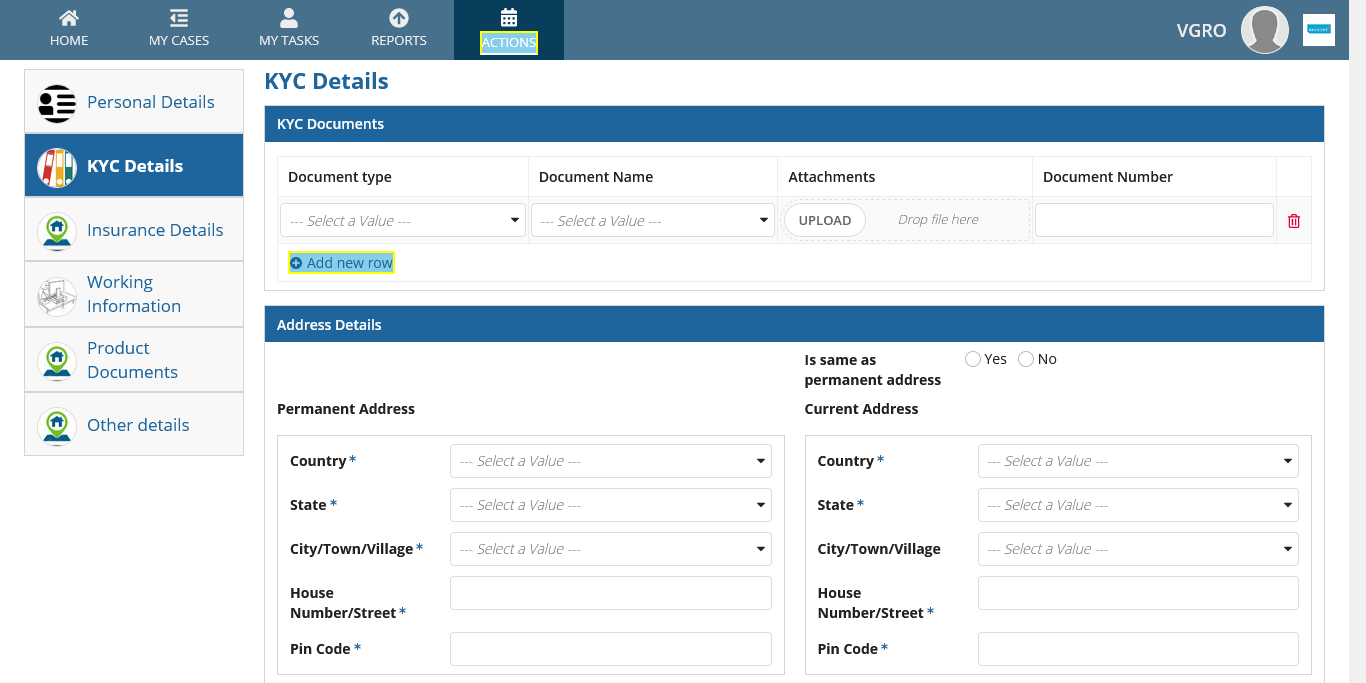 HOME
MY CASES
MY TASKS
REPORTS
ACTIONS
VGRO
Personal Details
KYC Details
Insurance Details
Working
Information
Product
Documents
Other details
KYC Details
KYC Documents
Document type
Document Name
Attachments
Document Number
--- Select a Value ---
--- Select a Value ---
UPLOAD
Drop file here
Add new row
Address Details
Is same as
permanent address
Yes
No
Permanent Address
Current Address
Country *
--- Select a Value ---
Country *
--- Select a Value ---
State *
--- Select a Value ---
State *
--- Select a Value ---
City/Town/Village *
--- Select a Value ---
City/Town/Village
--- Select a Value ---
House
Number/Street *
House
Number/Street *
Pin Code *
Pin Code *